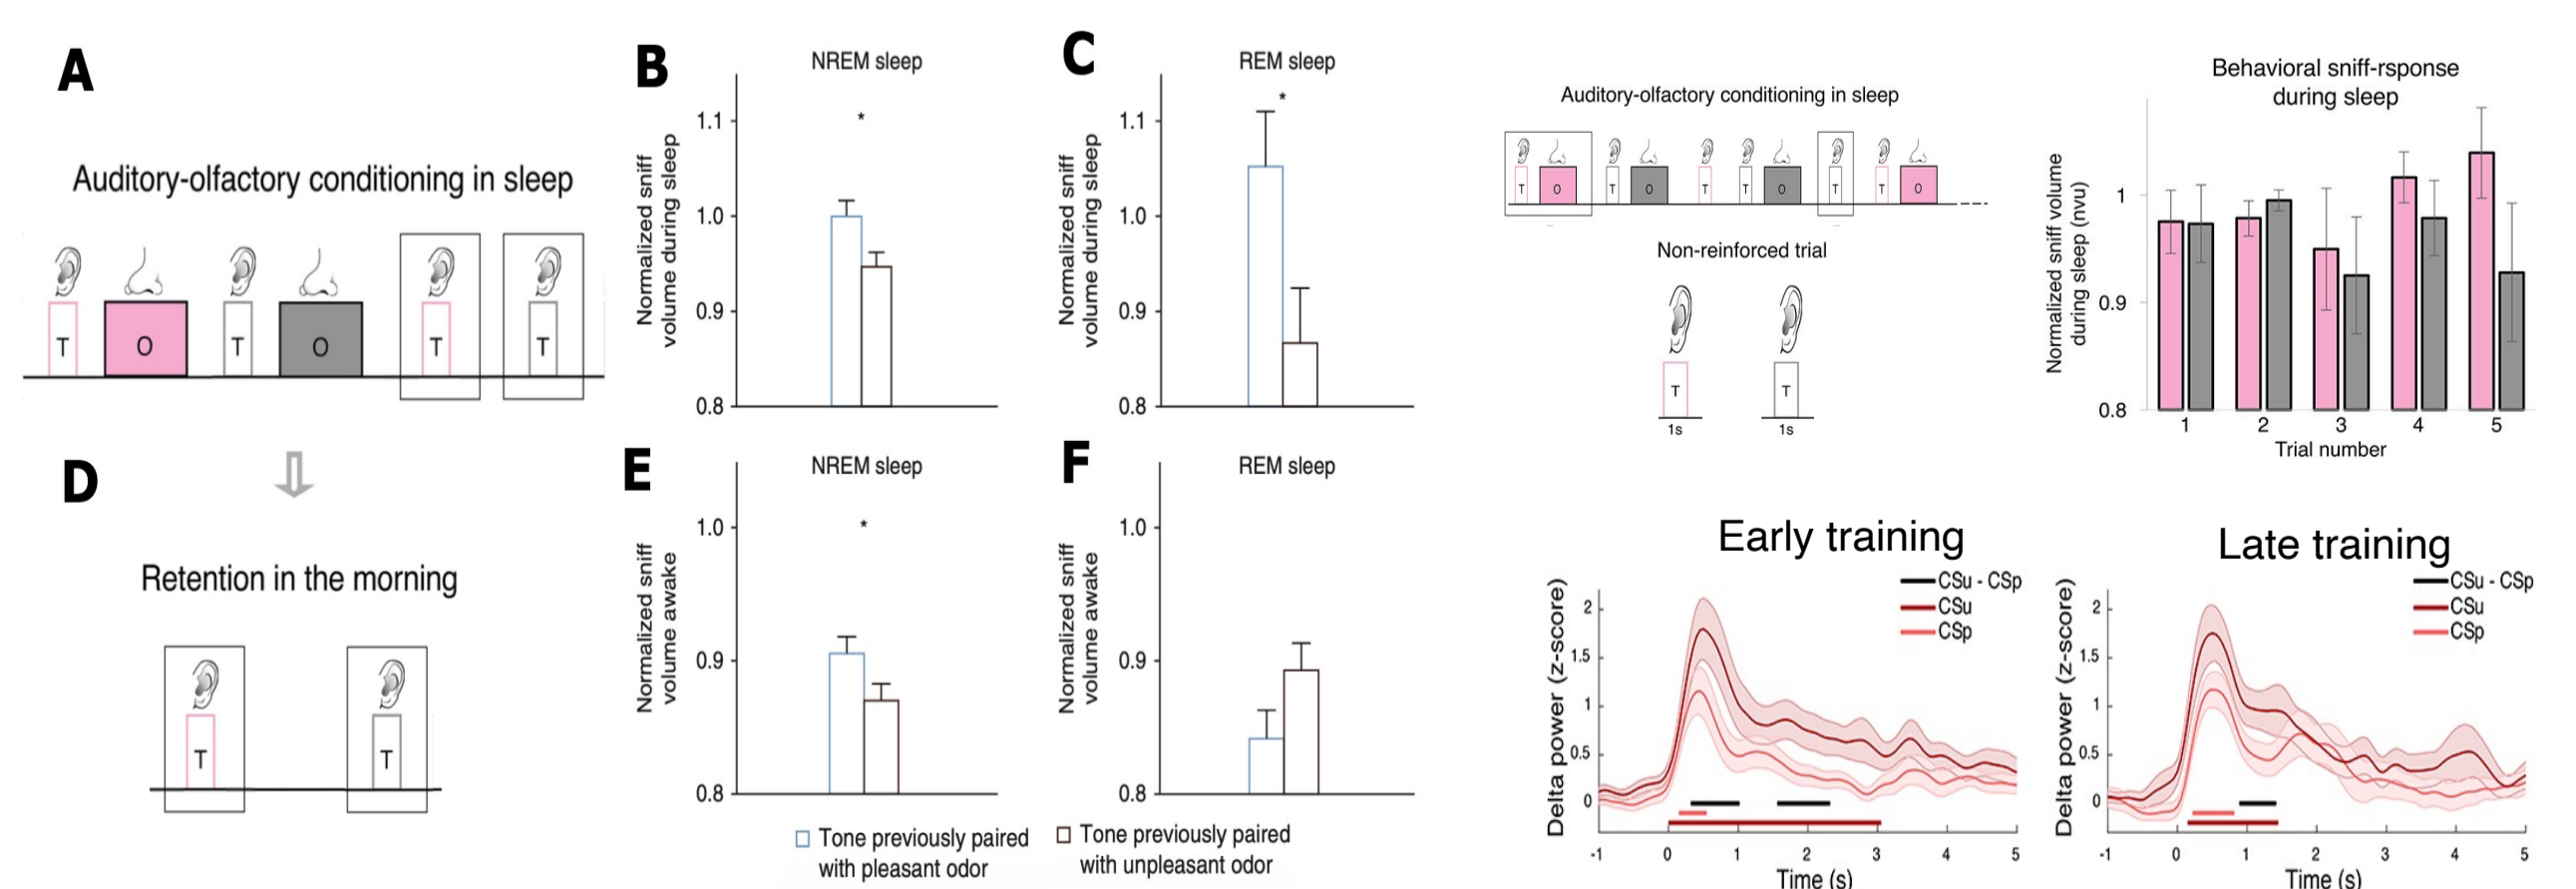 A
Auditory-olfactory conditioning in sleep
T
O
T
O
T
T
B
NREM sleep
*
Normalized sniff
volume during sleep
1.1
1.0
0.9
0.8
C
REM sleep
*
Normalized sniff
volume during sleep
1.1
1.0
0.9
0.8
D
Retention in the morning
T
T
E
NREM sleep
*
Normalized sniff
volume awake
1.0
0.9
0.8
F
REM sleep
Normalized sniff
volume awake
1.0
0.9
0.8
Tone previously paired
with pleasant odor
Tone previously paired
with unpleasant odor
Auditory-olfactory conditioning in sleep
T
O
T
O
T
T
O
T
T
O
Non-reinforced trial
T
T
1s
1s
Behavioral sniff-rsponse
during sleep
Normalized sniff volume
during sleep (nvu)
1
0.9
0.8
1
2
3
4
5
Trial number
Early training
CSu - CSp
CSu
CSp
Delta power (z-score)
2
1.5
1
0.5
0
-1
0
1
2
3
4
5
Time (s)
Late training
CSu - CSp
CSu
CSp
Delta power (z-score)
2
1.5
1
0.5
0
-1
0
1
2
3
4
5
Time (s)